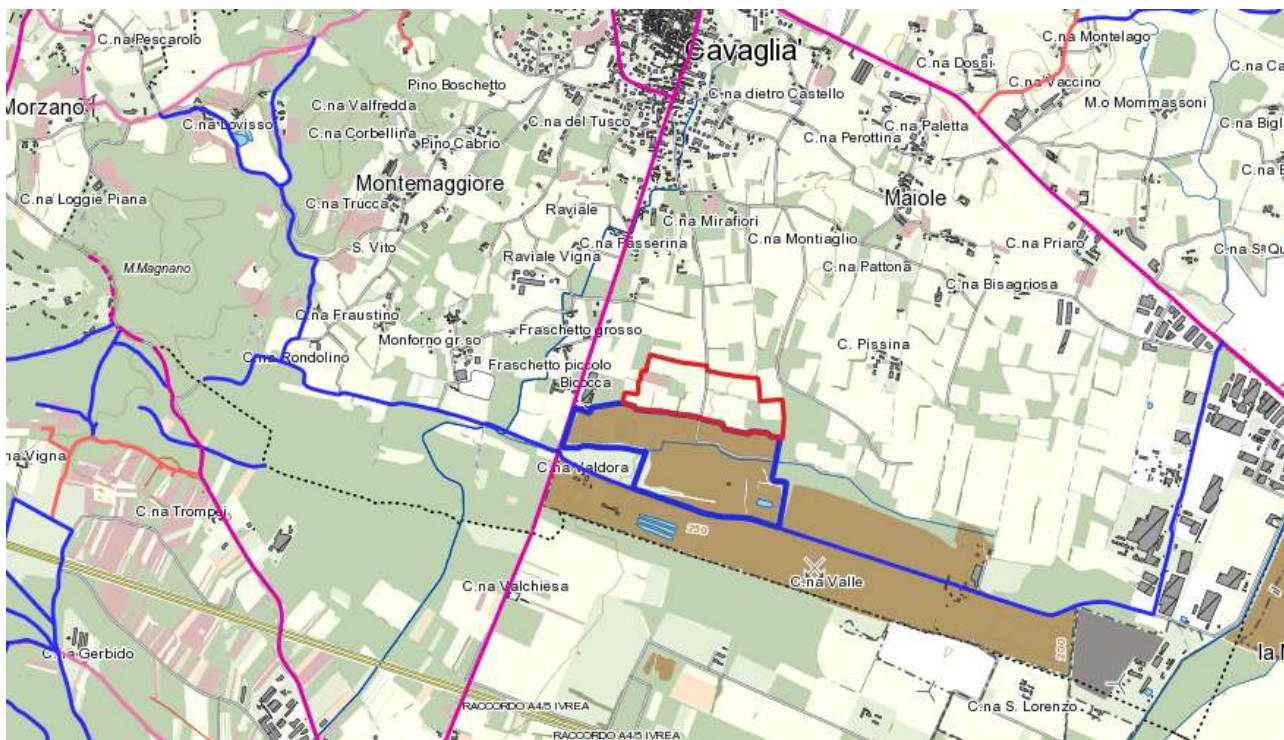 C.na Pescarolo
Cavaglia'
C.na Montelago
C.na Dossi
Pino Boschetto
C.na Vaccino
Morzano
C.na Valfredda
C.na dietro Castello
M.o Mommassoni
C.na Lovisso
C.na Corbellina
C.na del Tusco
C.na Paletta
C.na Perottina
Pino Cabrio
C.na Loggie Piana
Montemaggiore
Maiole
C.na Trucca
Raviale
C.na Mirafiori
S. Vito
C.na Passerina
C.na Montiaglio
C.na Priaro
Raviale Vigna
M.Magnano
C.na Pattona
C.na Bisagriosa
C.na Fraustino
Fraschetto grosso
Monforno gr.so
C. Pissina
C.na Rondolino
Fraschetto piccolo
Bicocca
na Vigna
C.na Valdora
C.na Trompei
250
C.na Valchiesa
C.na Valle
200
C.na Gerbido
la M
C.na S. Lorenzo
RACCORDO A4/5 IVREA
RACCORDO A4/5 IVREA